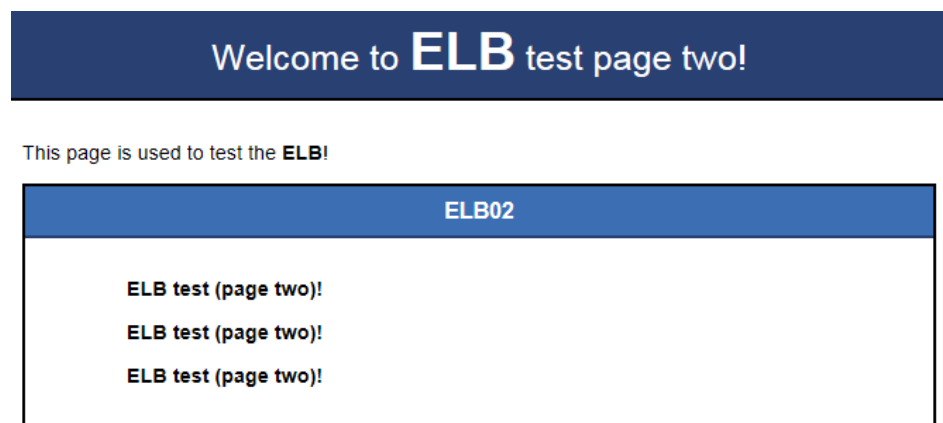 Welcome to ELB test page two!
This page is used to test the ELB!
ELB02
ELB test (page two)!
ELB test (page two)!
ELB test (page two)!